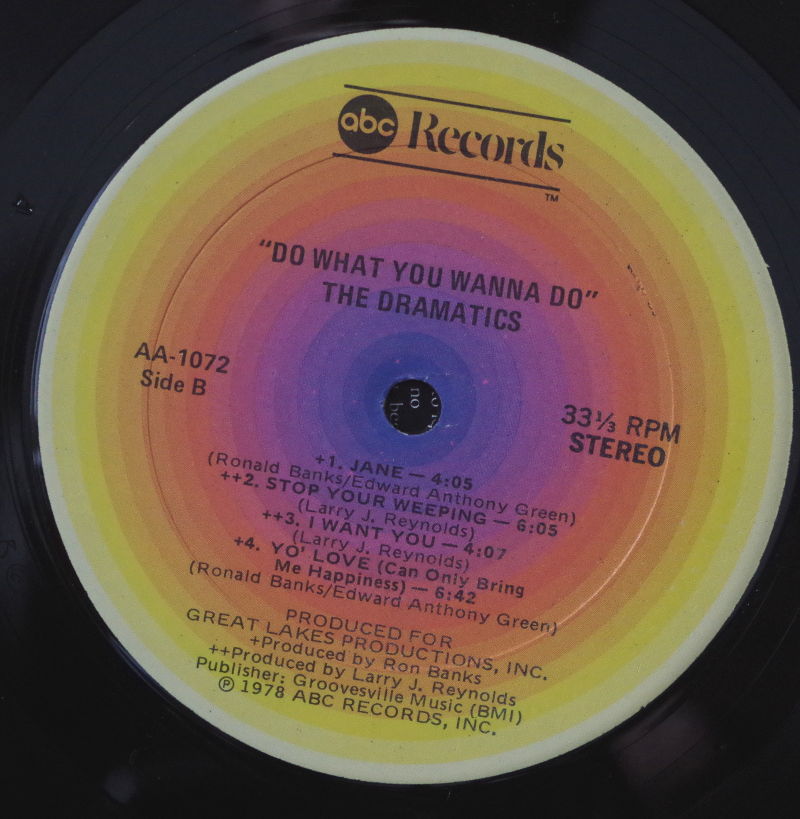 abc Records
TM
"DO WHAT YOU WANNA DO"
THE DRAMATICS
AA-1072
Side B
33⅓ RPM
STEREO
+1. JANE — 4:05
(Ronald Banks/Edward Anthony Green)
++2. STOP YOUR WEEPING — 6:05
(Larry J. Reynolds)
++3. I WANT YOU — 4:07
(Larry J. Reynolds)
+4. YO' LOVE (Can Only Bring
Me Happiness) — 6:42
(Ronald Banks/Edward Anthony Green)
PRODUCED FOR
GREAT LAKES PRODUCTIONS, INC.
+Produced by Ron Banks
++Produced by Larry J. Reynolds
Publisher: Groovesville Music (BMI)
℗ 1978 ABC RECORDS, INC.
no